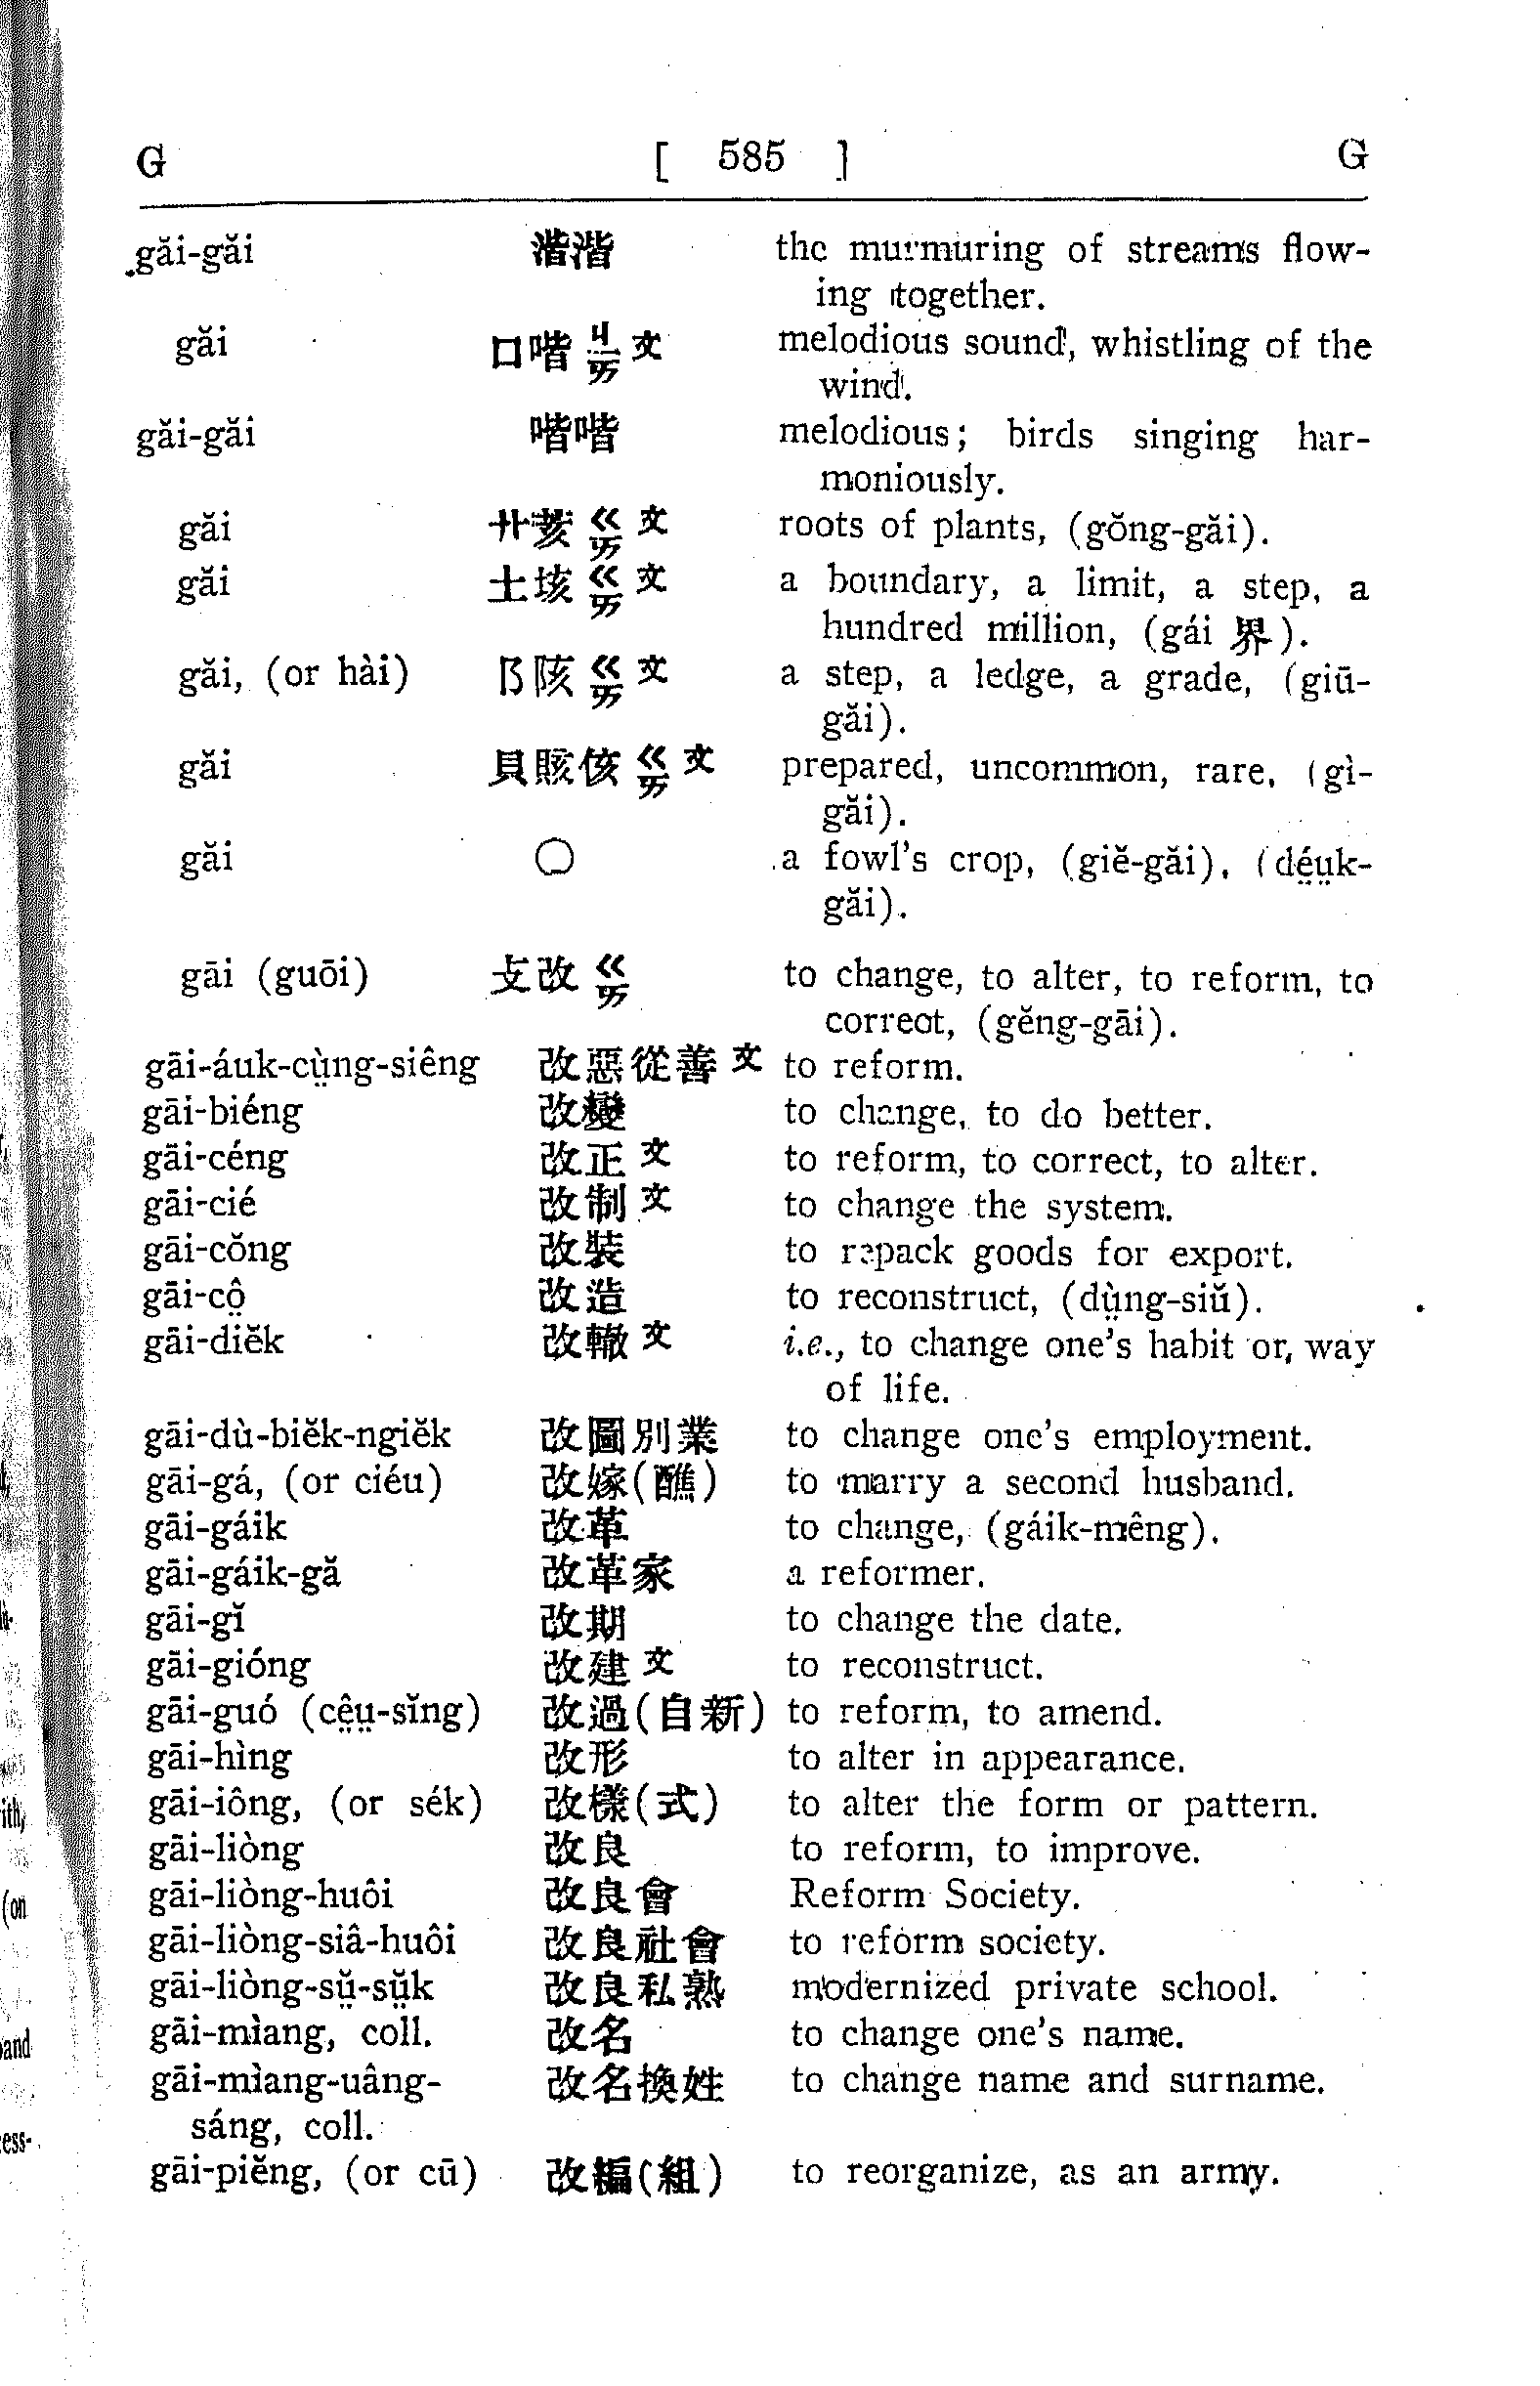 G [ 585 ] G
găi-găi 湝湝 the murmuring of streams flow-
ing together.
găi 口喈 ㄐㄧㄞ 文 melodious sound, whistling of the
wind.
găi-găi 喈喈 melodious; birds singing har-
moniously.
găi 艹荄 ㄍㄞ 文 roots of plants, (gŏng-găi).
găi 土垓 ㄍㄞ 文 a boundary, a limit, a step, a
hundred million, (gái 界).
găi, (or hài) 阝陔 ㄍㄞ 文 a step, a ledge, a grade, (giū-
găi).
găi 貝賅侅 ㄍㄞ 文 prepared, uncommon, rare, (gì-
găi).
găi ○ a fowl's crop, (giĕ-găi), (dé̤ṳk-
găi).
gāi (guōi) 攴改 ㄍㄞ to change, to alter, to reform, to
correct, (gĕng-gāi).
gāi-áuk-cṳ̀ng-siêng 改惡從善 文 to reform.
gāi-biéng 改變 to change, to do better.
gāi-céng 改正 文 to reform, to correct, to alter.
gāi-cié 改制 文 to change the system.
gāi-cŏng 改裝 to repack goods for export.
gāi-cô̤ 改造 to reconstruct, (dṳ̀ng-siŭ).
gāi-diĕk 改轍 文 i.e., to change one's habit or, way
of life.
gāi-dù-biĕk-ngiĕk 改圖別業 to change one's employment.
gāi-gá, (or ciéu) 改嫁(醮) to marry a second husband.
gāi-gáik 改革 to change, (gáik-mêng).
gāi-gáik-gă 改革家 a reformer.
gāi-gĭ 改期 to change the date.
gāi-gióng 改建 文 to reconstruct.
gāi-guó (cê̤ṳ-sĭng) 改過(自新) to reform, to amend.
gāi-hìng 改形 to alter in appearance.
gāi-iông, (or sék) 改樣(式) to alter the form or pattern.
gāi-liòng 改良 to reform, to improve.
gāi-liòng-huôi 改良會 Reform Society.
gāi-liòng-siâ-huôi 改良社會 to reform society.
gāi-liòng-sṳ̆-sṳ̆k 改良私熟 modernized private school.
gāi-mìang, coll. 改名 to change one's name.
gāi-mìang-uâng- 改名換姓 to change name and surname.
sáng, coll.
gāi-piĕng, (or cū) 改編(組) to reorganize, as an army.